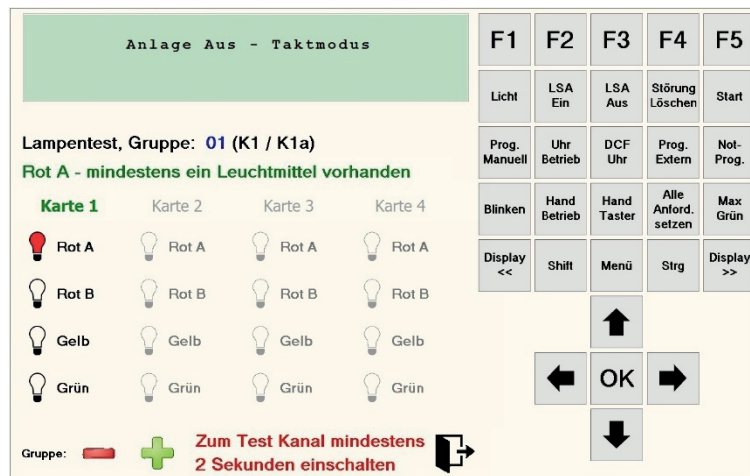 Anlage Aus - Taktmodus
Lampentest, Gruppe: 01 (K1 / K1a)
Rot A - mindestens ein Leuchtmittel vorhanden
Karte 1 Karte 2 Karte 3 Karte 4
Rot A Rot A Rot A Rot A
Rot B Rot B Rot B Rot B
Gelb Gelb Gelb Gelb
Grün Grün Grün Grün
Gruppe:
Zum Test Kanal mindestens
2 Sekunden einschalten
F1 F2 F3 F4 F5
Licht
LSA
Ein
LSA
Aus
Störung
Löschen
Start
Prog.
Manuell
Uhr
Betrieb
DCF
Uhr
Prog.
Extern
Not-
Prog.
Blinken
Hand
Betrieb
Hand
Taster
Alle
Anford.
setzen
Max
Grün
Display
<<
Shift
Menü
Strg
Display
>>
OK